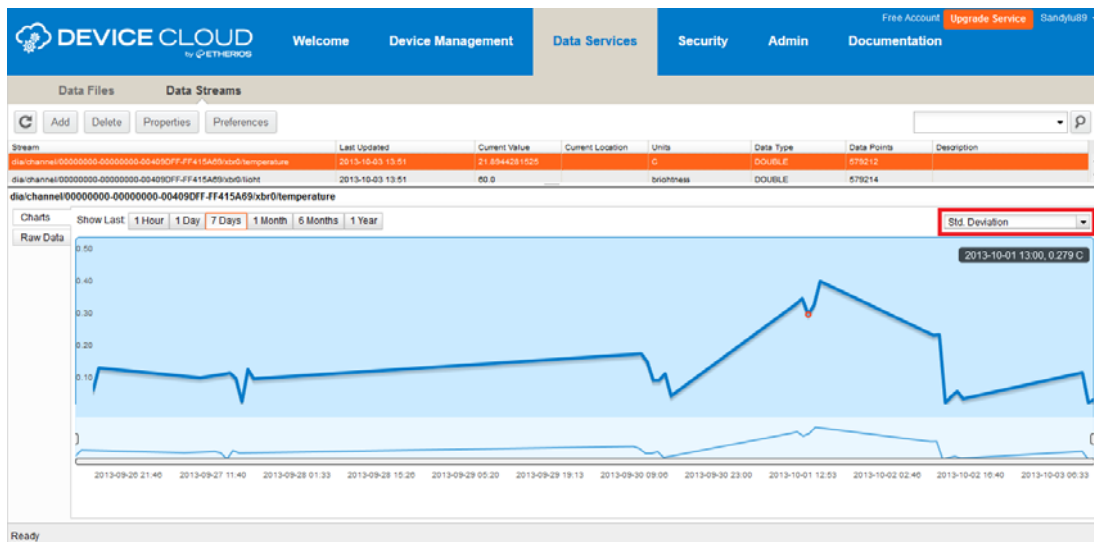 Free Account Upgrade Service Sandylu89
DEVICE CLOUD
by ETHERIOS
Welcome Device Management Data Services Security Admin Documentation
Data Files Data Streams
Add Delete Properties Preferences
Stream Last Updated Current Value Current Location Units Data Type Data Points Description
dia/channel/00000000-00000000-00409DFF-FF415A69/xbr0/temperature 2013-10-03 13:51 21.8944281525 C DOUBLE 579212
dia/channel/00000000-00000000-00409DFF-FF415A69/xbr0/light 2013-10-03 13:51 60.0 brightness DOUBLE 579214
dia/channel/00000000-00000000-00409DFF-FF415A69/xbr0/temperature
Charts Show Last 1 Hour 1 Day 7 Days 1 Month 6 Months 1 Year Std. Deviation
Raw Data
0.50
2013-10-01 13:00, 0.279 C
0.40
0.30
0.20
0.10
2013-09-26 21:46 2013-09-27 11:40 2013-09-28 01:33 2013-09-28 15:26 2013-09-29 05:20 2013-09-29 19:13 2013-09-30 09:06 2013-09-30 23:00 2013-10-01 12:53 2013-10-02 02:46 2013-10-02 16:40 2013-10-03 06:33
Ready